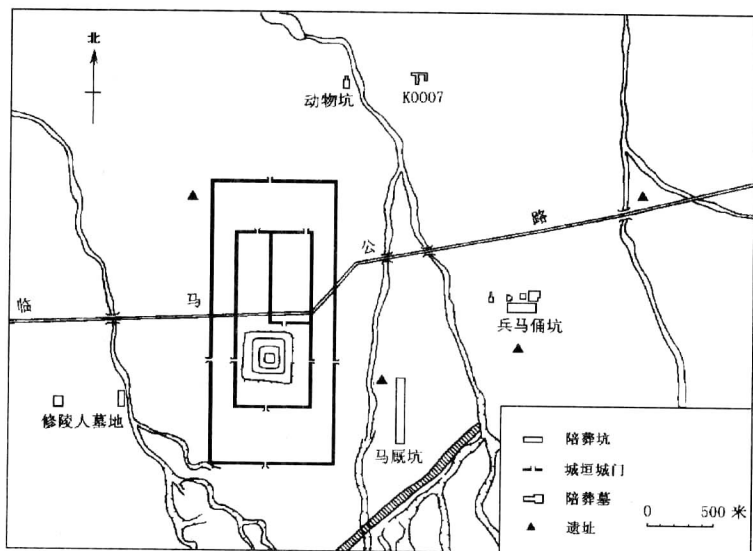 北
动物坑
K0007
临 马 公 路
兵马俑坑
修陵人墓地
马厩坑
陪葬坑
城垣城门
陪葬墓
遗址
0 500 米